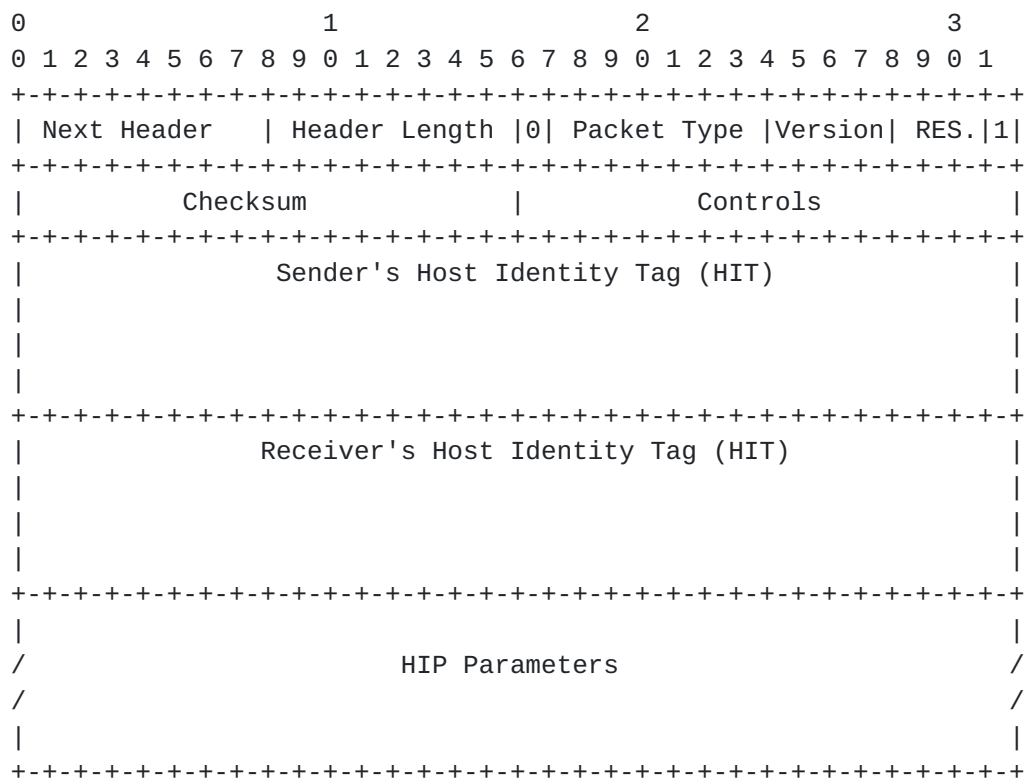 0                   1                   2                   3
0 1 2 3 4 5 6 7 8 9 0 1 2 3 4 5 6 7 8 9 0 1 2 3 4 5 6 7 8 9 0 1
+-+-+-+-+-+-+-+-+-+-+-+-+-+-+-+-+-+-+-+-+-+-+-+-+-+-+-+-+-+-+-+-+
| Next Header   | Header Length |0| Packet Type |Version| RES.|1|
+-+-+-+-+-+-+-+-+-+-+-+-+-+-+-+-+-+-+-+-+-+-+-+-+-+-+-+-+-+-+-+-+
|          Checksum             |           Controls            |
+-+-+-+-+-+-+-+-+-+-+-+-+-+-+-+-+-+-+-+-+-+-+-+-+-+-+-+-+-+-+-+-+
|                Sender's Host Identity Tag (HIT)               |
|                                                               |
|                                                               |
|                                                               |
+-+-+-+-+-+-+-+-+-+-+-+-+-+-+-+-+-+-+-+-+-+-+-+-+-+-+-+-+-+-+-+-+
|               Receiver's Host Identity Tag (HIT)              |
|                                                               |
|                                                               |
|                                                               |
+-+-+-+-+-+-+-+-+-+-+-+-+-+-+-+-+-+-+-+-+-+-+-+-+-+-+-+-+-+-+-+-+
|                                                               |
/                        HIP Parameters                         /
/                                                               /
|                                                               |
+-+-+-+-+-+-+-+-+-+-+-+-+-+-+-+-+-+-+-+-+-+-+-+-+-+-+-+-+-+-+-+-+